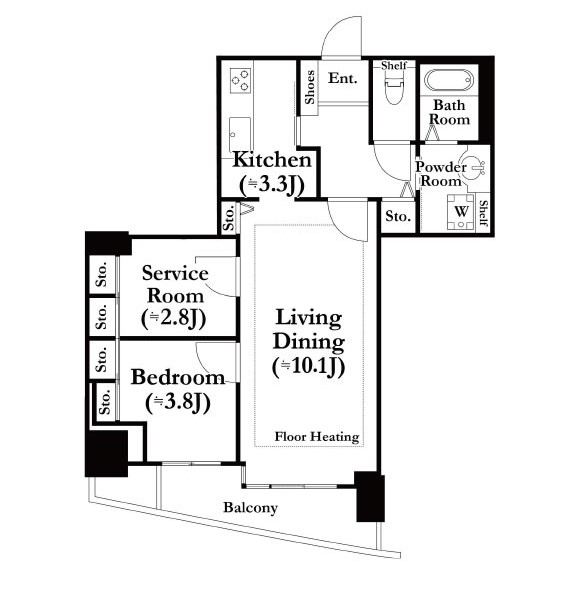 Shelf
Shoes
Ent.
Bath
Room
Kitchen
(≒3.3J)
Powder
Room
Sto.
Sto.
W
Shelf
Sto.
Service
Room
(≒2.8J)
Sto.
Living
Dining
(≒10.1J)
Sto.
Bedroom
(≒3.8J)
Sto.
Floor Heating
Balcony